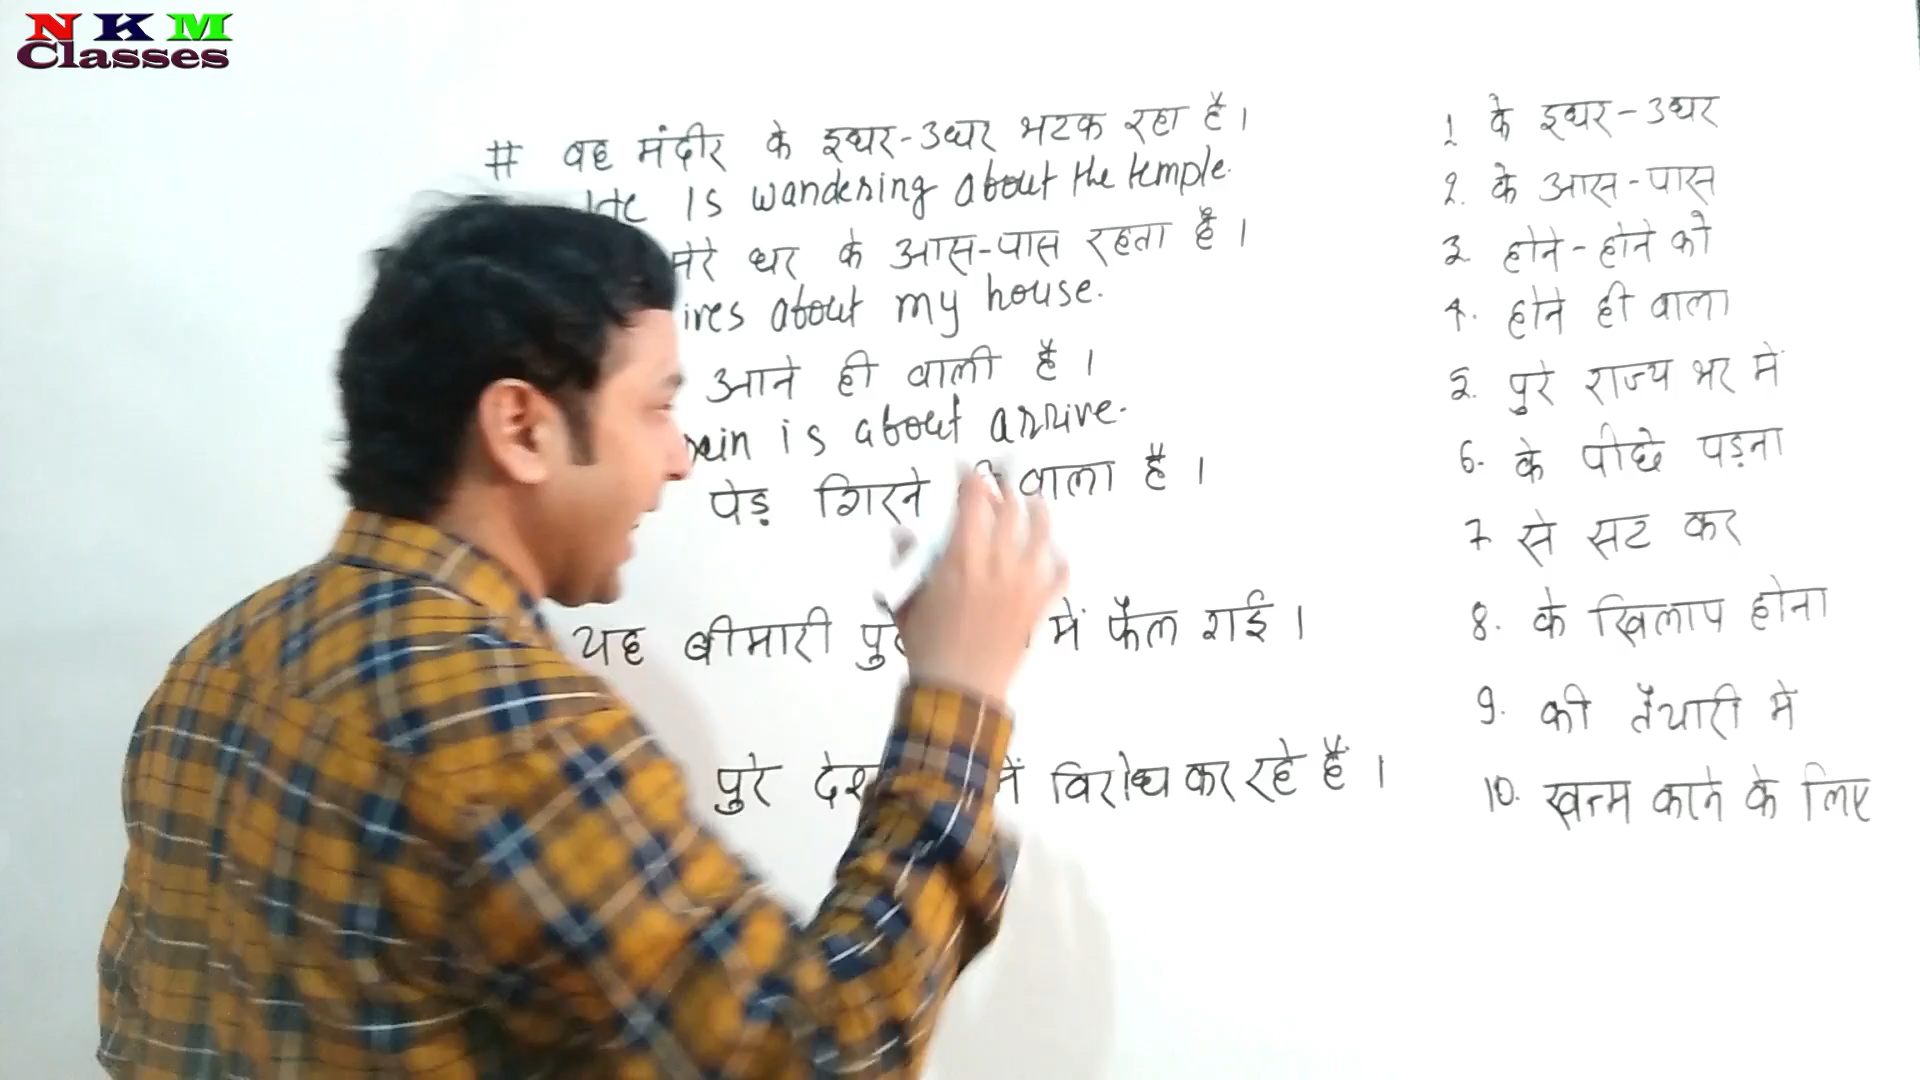 NKM
Classes
# वह मंदीर के इधर-उधर भटक रहा है।
He is wandering about the temple.
मेरे घर के आस-पास रहता है।
about my house.
आने ही वाली है।
is about arrive.
पेड़ गिरने वाला है।
यह बीमारी में फैल गई।
पुरे विरोध कर रहे हैं।
1. के इधर-उधर
2. के आस-पास
3. होने-होने को
4. होने ही वाला
5. पुरे राज्य भर में
6. के पीछे पड़ना
7 से सट कर
8. के खिलाप होना
9. की तैयारी में
10. खत्म करने के लिए